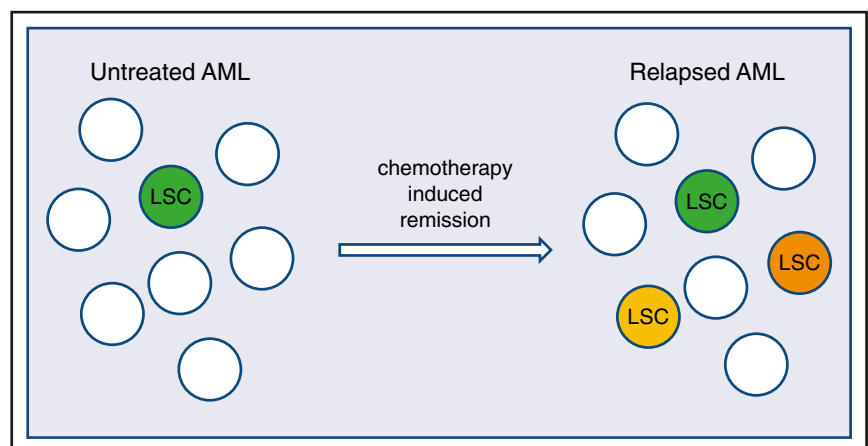 Untreated AML
Relapsed AML
LSC
chemotherapy
induced
remission
LSC
LSC
LSC